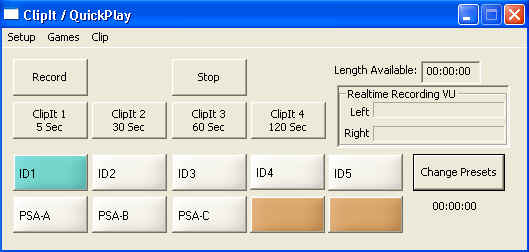 ClipIt / QuickPlay
Setup Games Clip
Record Stop Length Available: 00:00:00
Realtime Recording VU
Left
Right
ClipIt 1 ClipIt 2 ClipIt 3 ClipIt 4
5 Sec 30 Sec 60 Sec 120 Sec
ID1 ID2 ID3 ID4 ID5 Change Presets
PSA-A PSA-B PSA-C 00:00:00